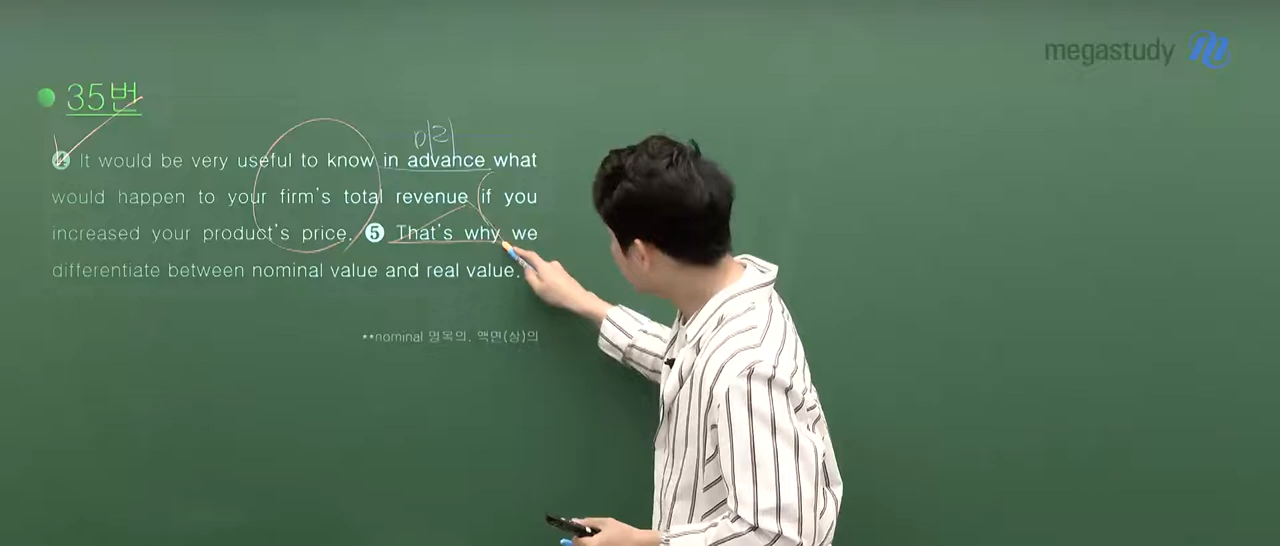 megastudy
35번
❹ It would be very useful to know in advance what
미리
would happen to your firm's total revenue if you
increased your product's price. ❺ That's why we
differentiate between nominal value and real value.
**nominal 명목의, 액면(상)의